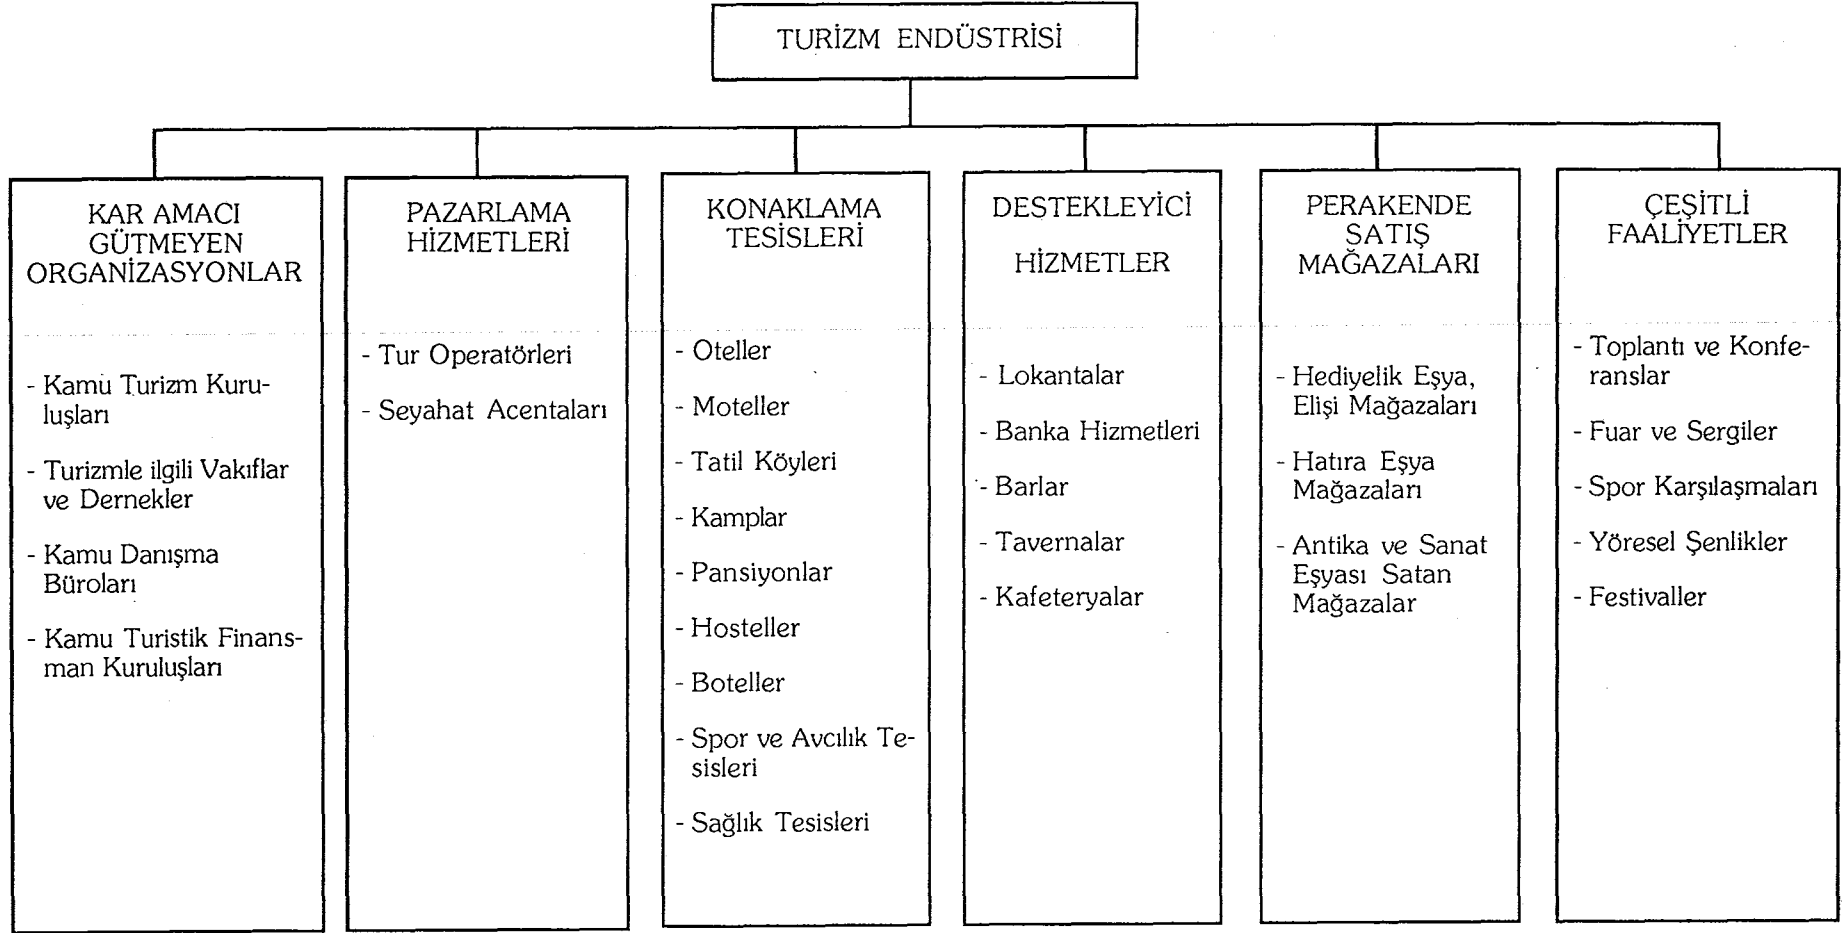 TURİZM ENDÜSTRİSİ
KAR AMACI
GÜTMEYEN
ORGANİZASYONLAR
- Kamu Turizm Kuru-
luşları
- Turizmle ilgili Vakıflar
ve Dernekler
- Kamu Danışma
Büroları
- Kamu Turistik Finans-
man Kuruluşları
PAZARLAMA
HİZMETLERİ
- Tur Operatörleri
- Seyahat Acentaları
KONAKLAMA
TESİSLERİ
- Oteller
- Moteller
- Tatil Köyleri
- Kamplar
- Pansiyonlar
- Hosteller
- Boteller
- Spor ve Avcılık Te-
sisleri
- Sağlık Tesisleri
DESTEKLEYİCİ
HİZMETLER
- Lokantalar
- Banka Hizmetleri
- Barlar
- Tavernalar
- Kafeteryalar
PERAKENDE
SATIŞ
MAĞAZALARI
- Hediyelik Eşya,
Elişi Mağazaları
- Hatıra Eşya
Mağazaları
- Antika ve Sanat
Eşyası Satan
Mağazalar
ÇEŞİTLİ
FAALİYETLER
- Toplantı ve Konfe-
ranslar
- Fuar ve Sergiler
- Spor Karşılaşmaları
- Yöresel Şenlikler
- Festivaller